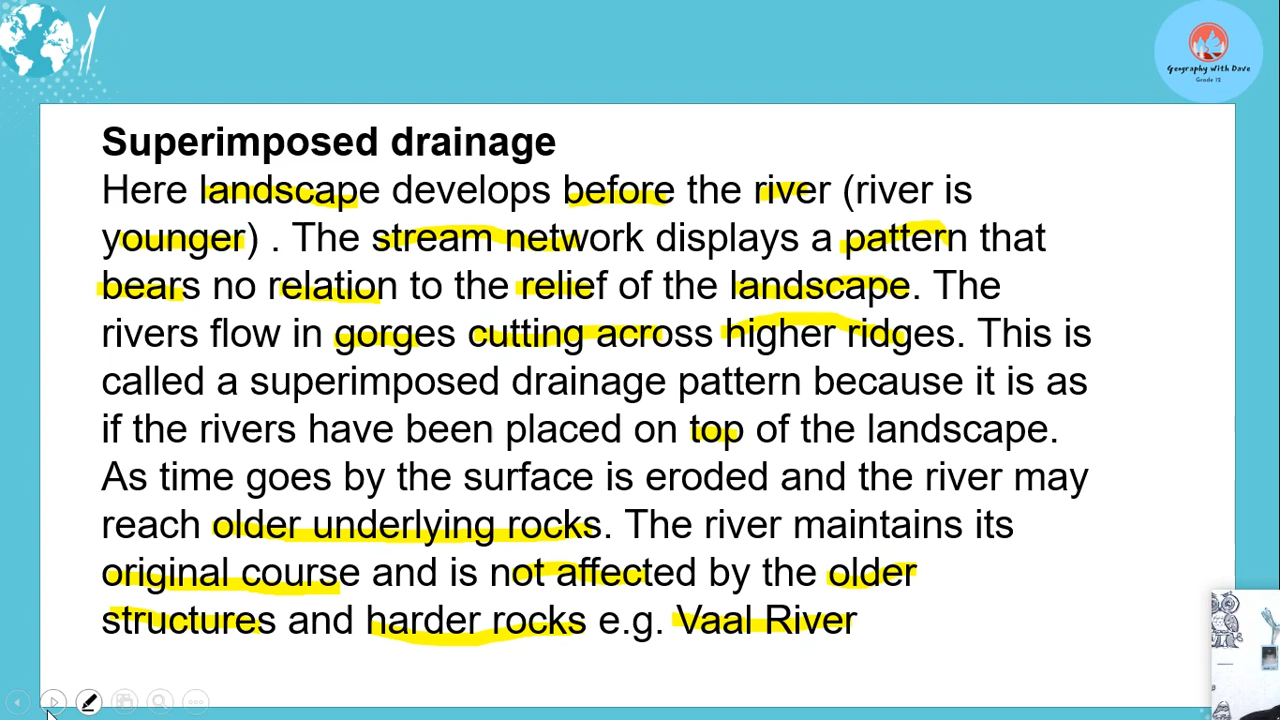 Geography With Dave
Grade 12
Superimposed drainage
Here landscape develops before the river (river is
younger) . The stream network displays a pattern that
bears no relation to the relief of the landscape. The
rivers flow in gorges cutting across higher ridges. This is
called a superimposed drainage pattern because it is as
if the rivers have been placed on top of the landscape.
As time goes by the surface is eroded and the river may
reach older underlying rocks. The river maintains its
original course and is not affected by the older
structures and harder rocks e.g. Vaal River